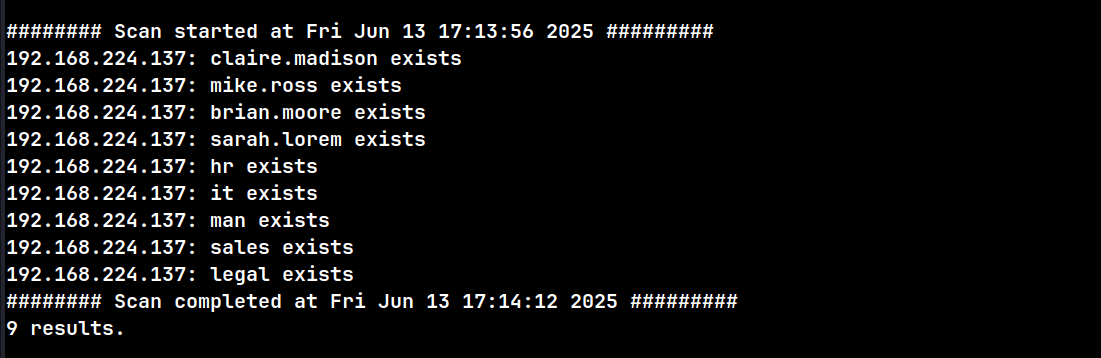 ######## Scan started at Fri Jun 13 17:13:56 2025 #########
192.168.224.137: claire.madison exists
192.168.224.137: mike.ross exists
192.168.224.137: brian.moore exists
192.168.224.137: sarah.lorem exists
192.168.224.137: hr exists
192.168.224.137: it exists
192.168.224.137: man exists
192.168.224.137: sales exists
192.168.224.137: legal exists
######## Scan completed at Fri Jun 13 17:14:12 2025 #########
9 results.